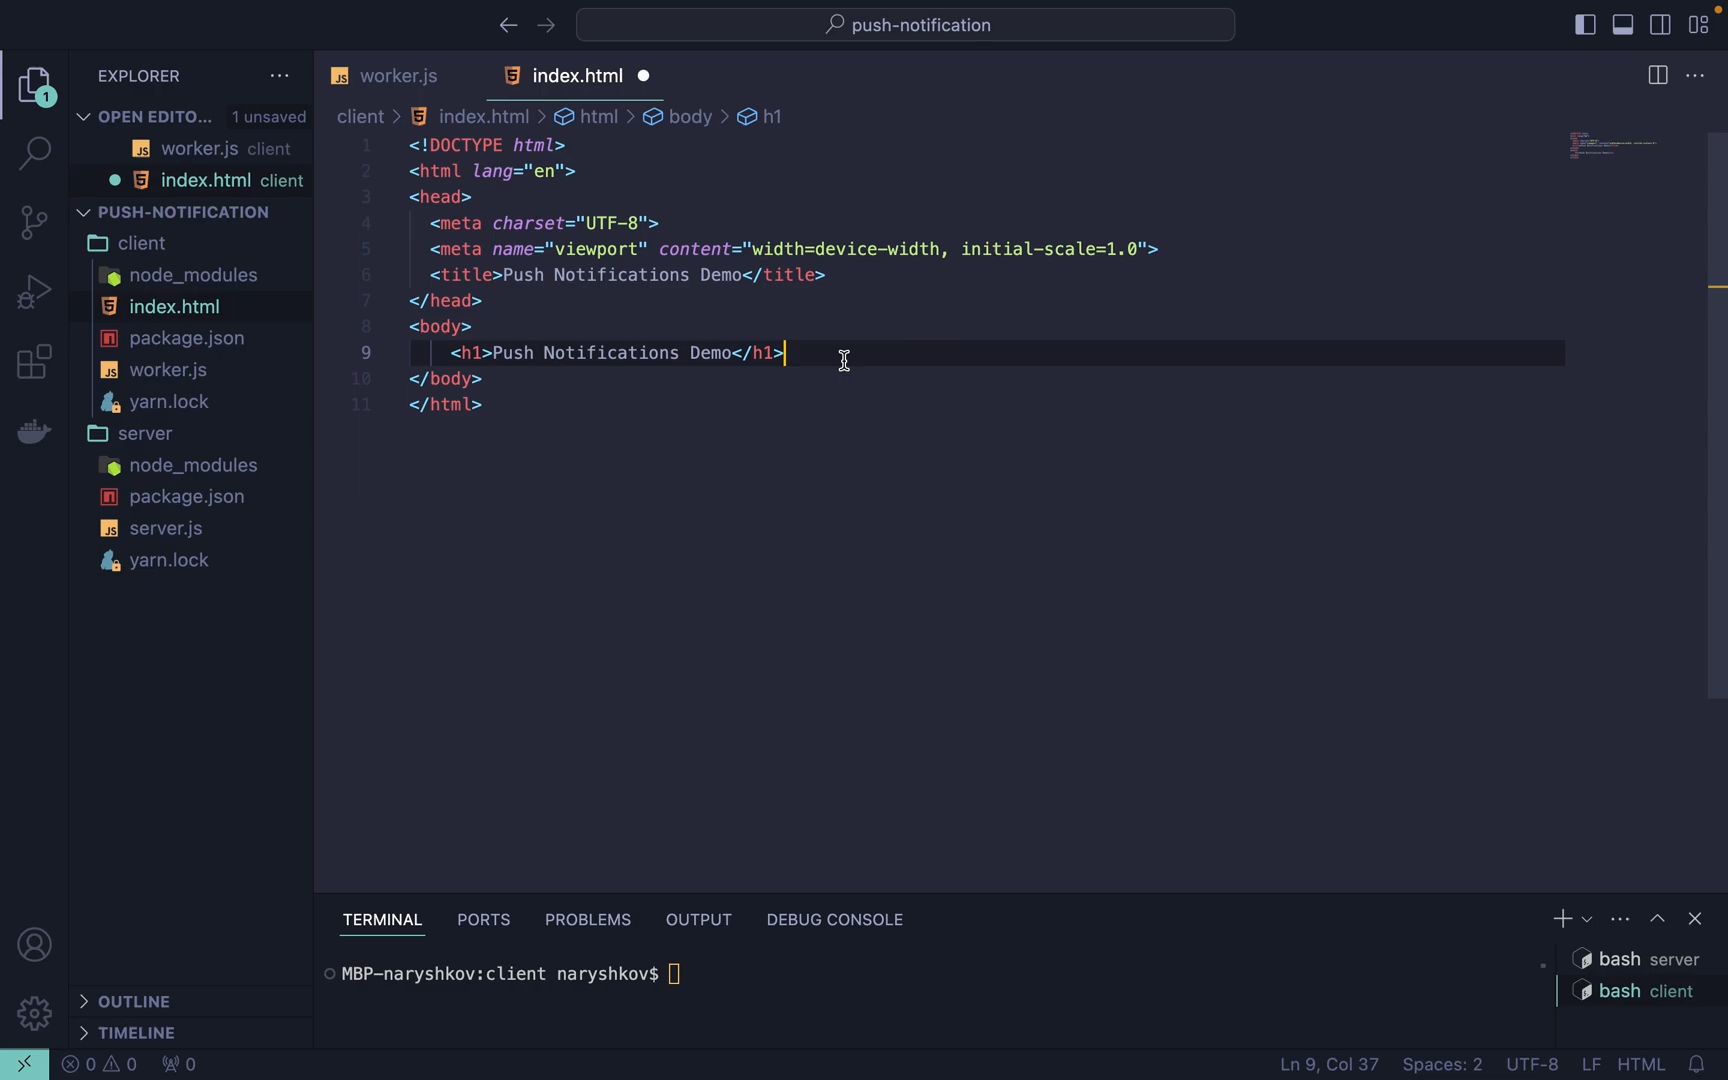 push-notification
EXPLORER
OPEN EDITO... 1 unsaved
worker.js client
index.html client
PUSH-NOTIFICATION
client
node_modules
index.html
package.json
worker.js
yarn.lock
server
node_modules
package.json
server.js
yarn.lock
OUTLINE
TIMELINE
1
worker.js index.html
client > index.html > html > body > h1
1 <!DOCTYPE html>
2 <html lang="en">
3 <head>
4 <meta charset="UTF-8">
5 <meta name="viewport" content="width=device-width, initial-scale=1.0">
6 <title>Push Notifications Demo</title>
7 </head>
8 <body>
9 <h1>Push Notifications Demo</h1>
10 </body>
11 </html>
TERMINAL PORTS PROBLEMS OUTPUT DEBUG CONSOLE
MBP-naryshkov:client naryshkov$
bash server
bash client
0 0 0 Ln 9, Col 37 Spaces: 2 UTF-8 LF HTML